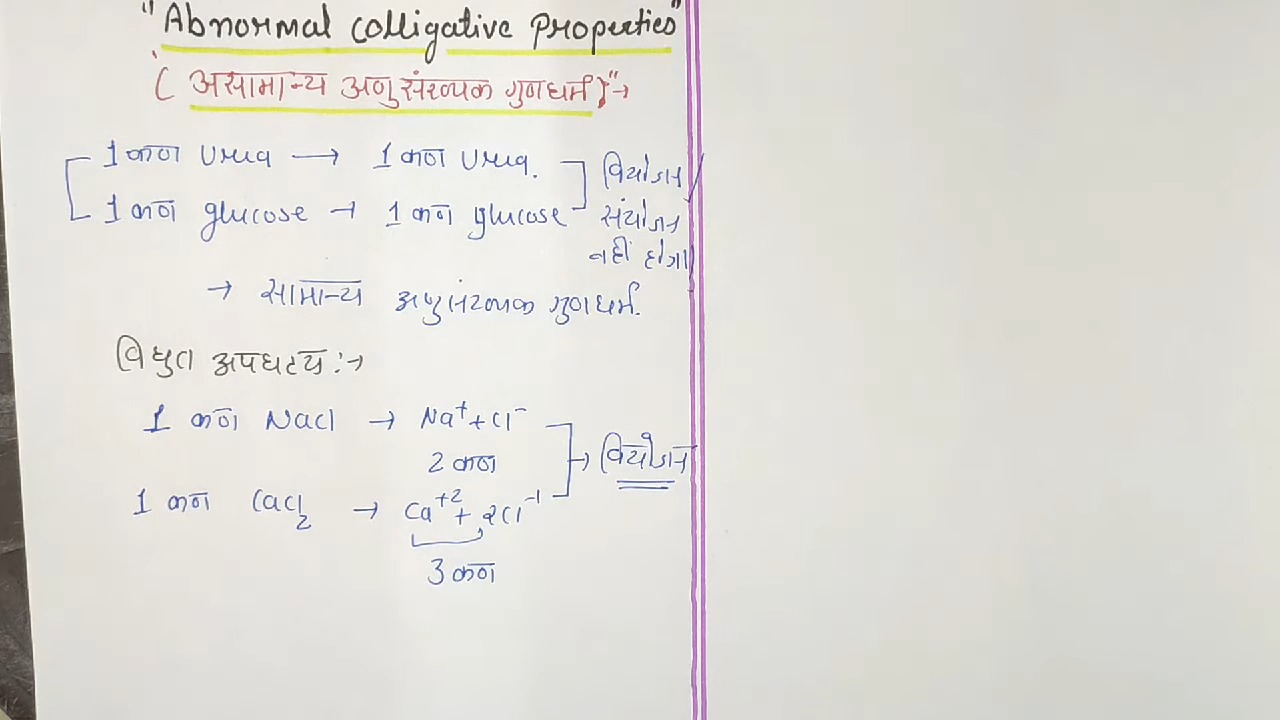 "Abnormal colligative Properties"
( असामान्य अणुसंख्यक गुणधर्म )"→
1 कण Urea → 1 कण Urea. वियोजन
1 कण glucose → 1 कण glucose संयोजन
नहीं होगा
→ सामान्य अणुसंख्यक गुणधर्म.
विधुत अपघटय :→
1 कण NaCl → Na⁺ + Cl⁻
2 कण → वियोजन
1 कण CaCl₂ → Ca⁺² + 2Cl⁻¹
3 कण